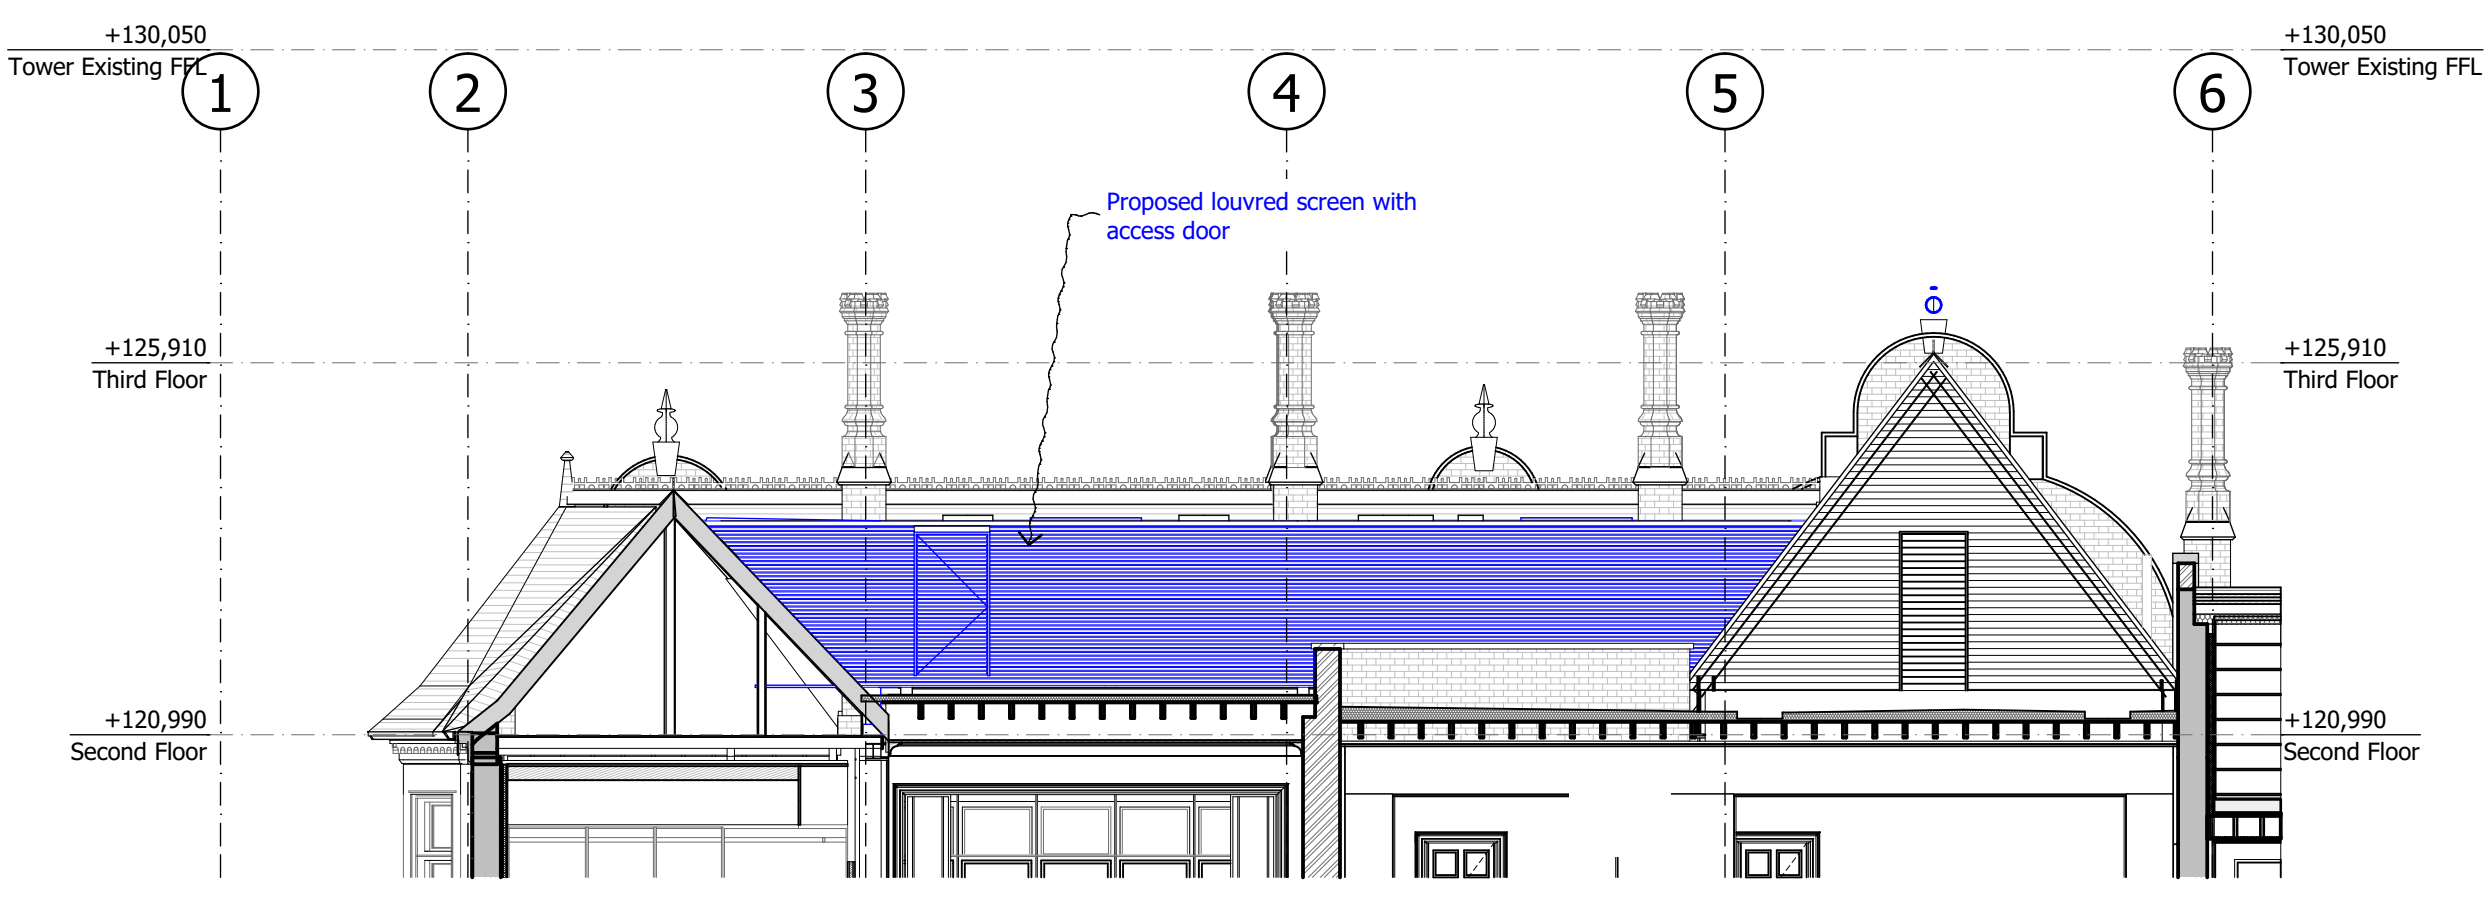 +130,050
Tower Existing FFL
+130,050
Tower Existing FFL
1
2
3
4
5
6
Proposed louvred screen with
access door
+125,910
Third Floor
+125,910
Third Floor
+120,990
Second Floor
+120,990
Second Floor